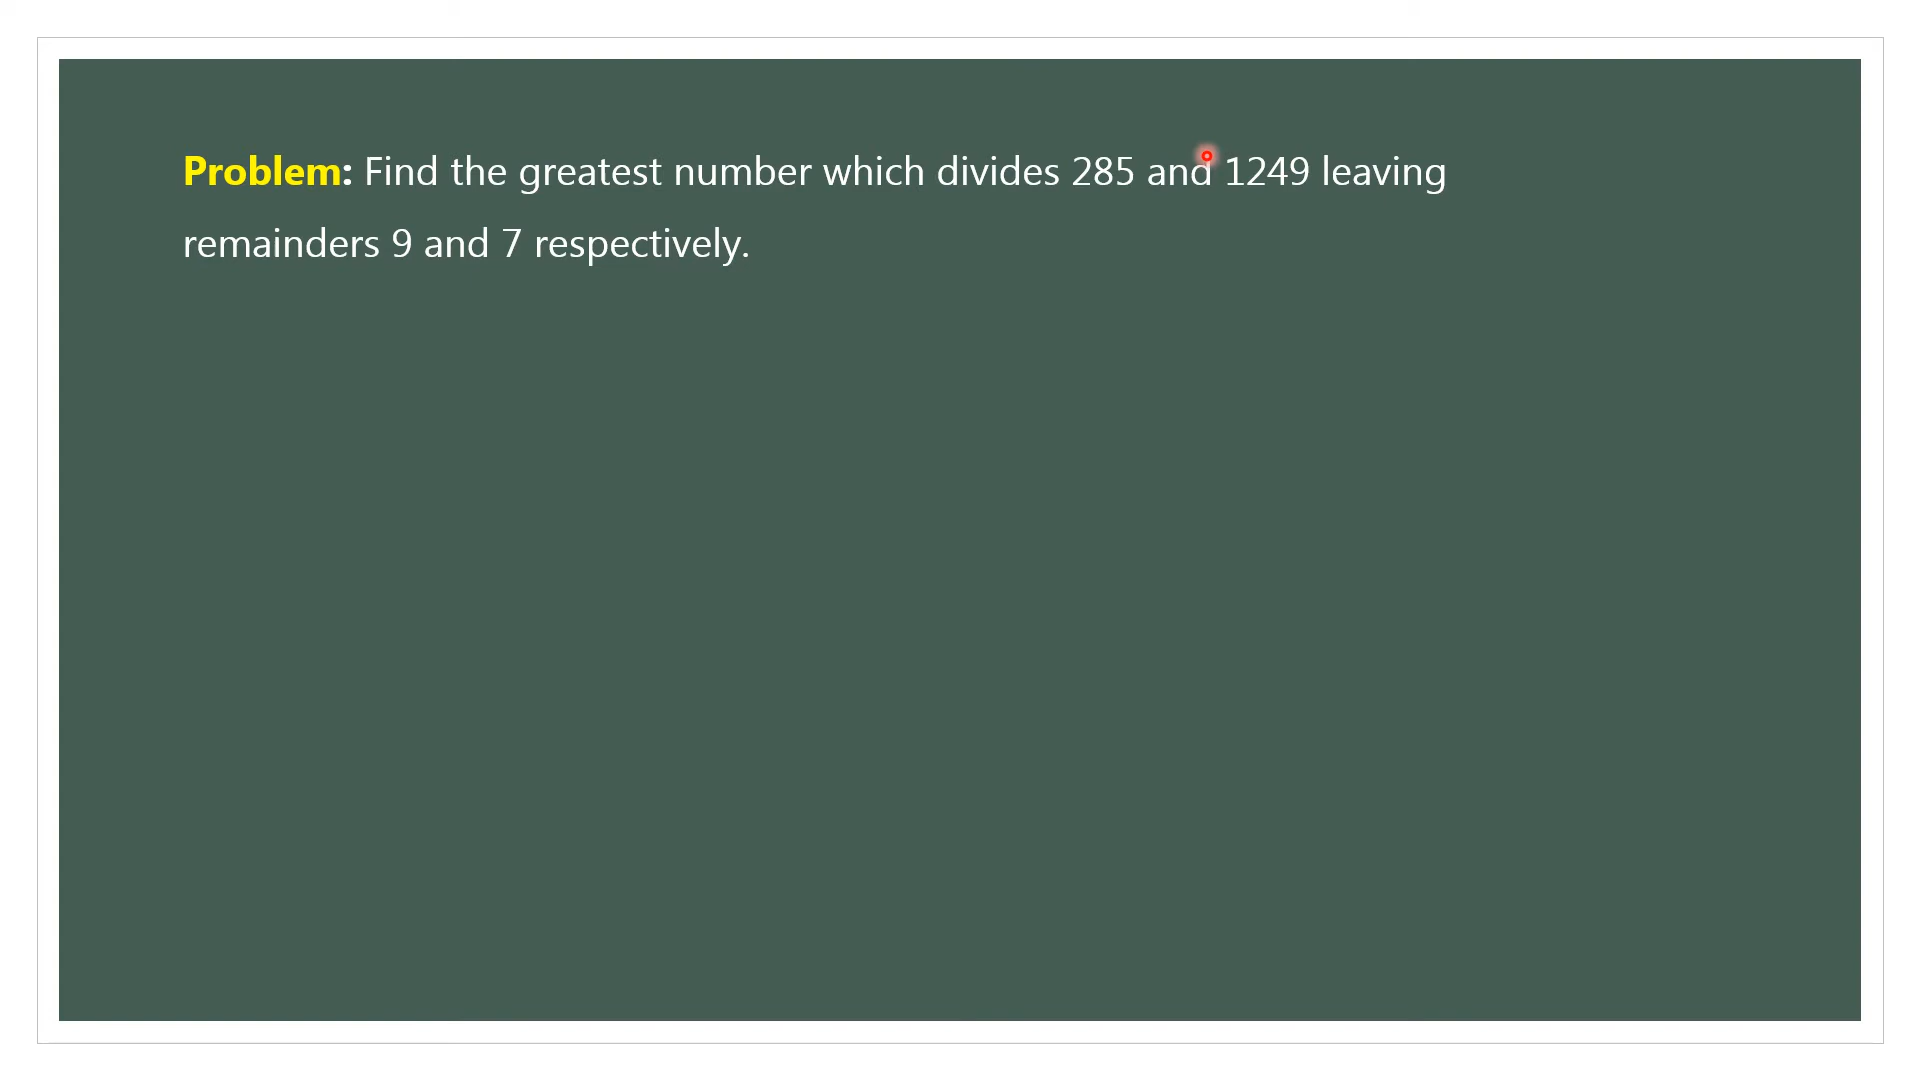 Problem: Find the greatest number which divides 285 and 1249 leaving
remainders 9 and 7 respectively.